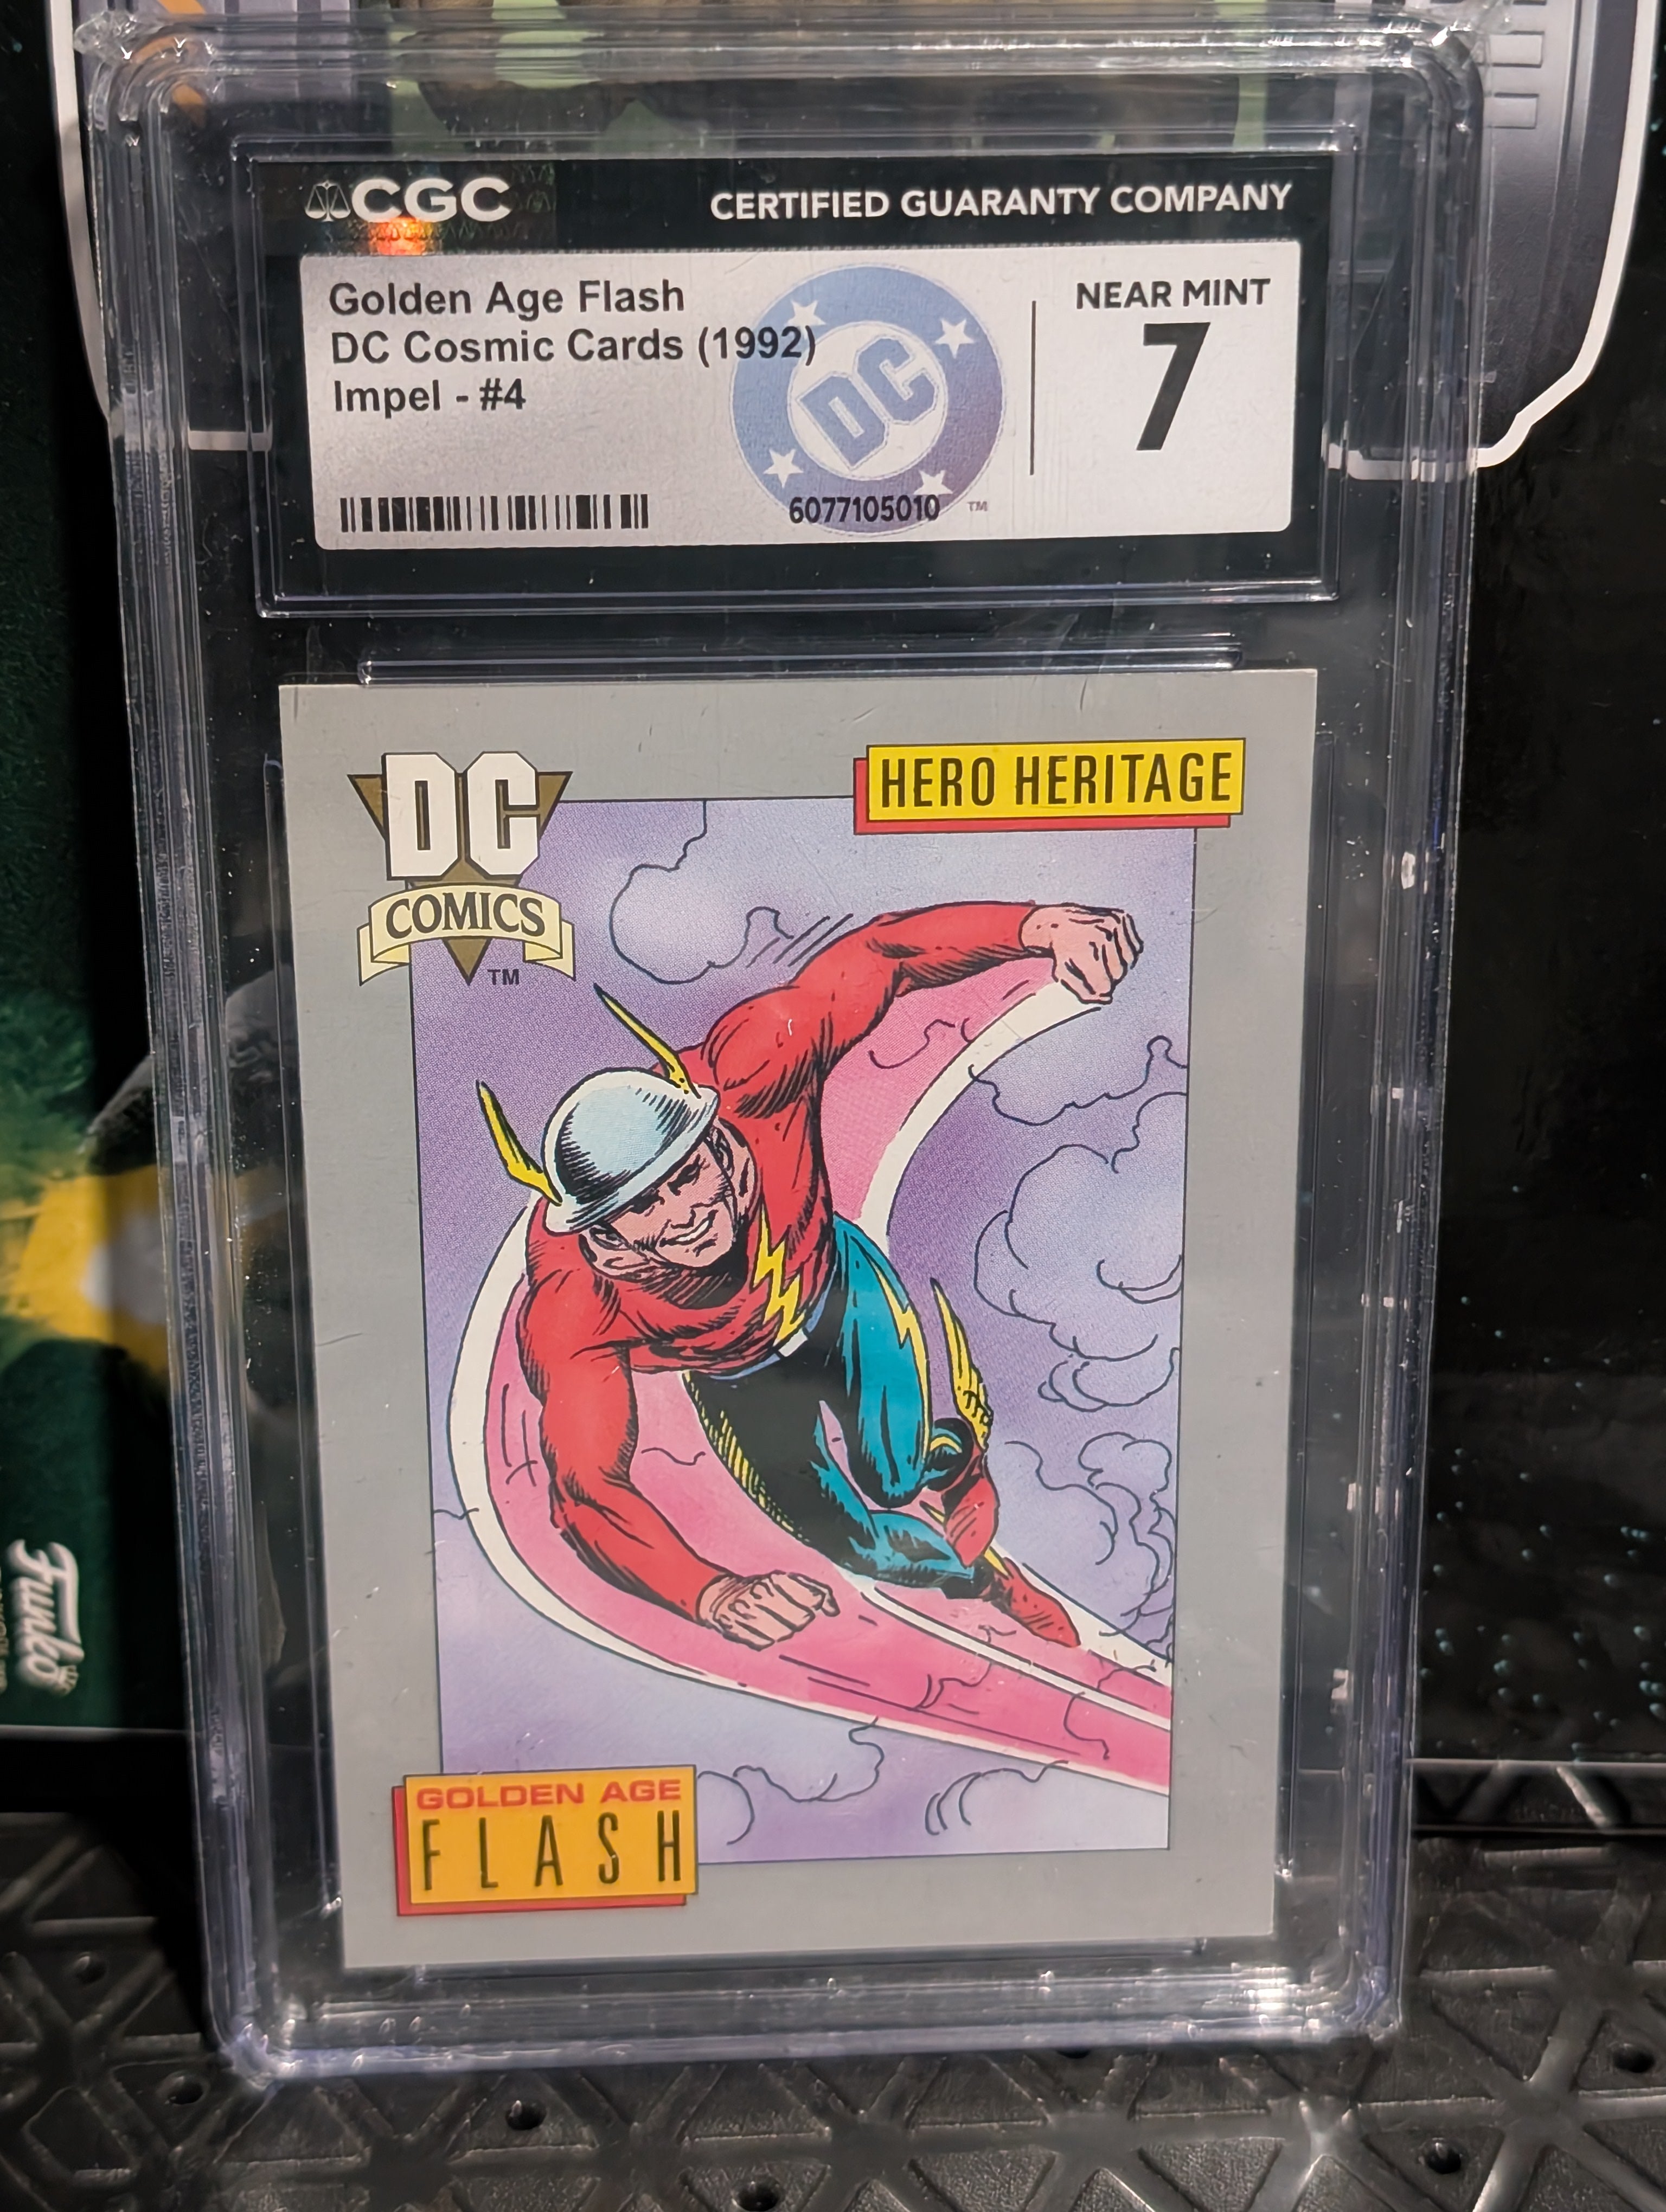 CGC
CERTIFIED GUARANTY COMPANY
Golden Age Flash
DC Cosmic Cards (1992)
Impel - #4
DC
NEAR MINT
7
6077105010 ™
DC
COMICS
TM
HERO HERITAGE
GOLDEN AGE
FLASH
Funko